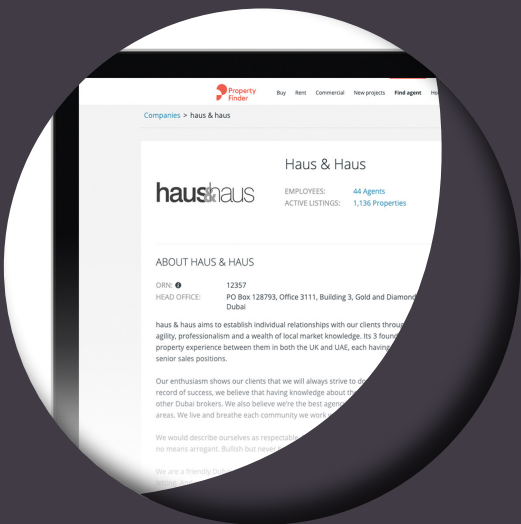 Property
Finder
Buy Rent Commercial New projects Find agent
Companies > haus & haus
Haus & Haus
haus&haus
EMPLOYEES: 44 Agents
ACTIVE LISTINGS: 1,136 Properties
ABOUT HAUS & HAUS
ORN: 12357
HEAD OFFICE: PO Box 128793, Office 3111, Building 3, Gold and Diamond
Dubai
haus & haus aims to establish individual relationships with our clients
agility, professionalism and a wealth of local market knowledge. Its 3
property experience between them in both the UK and UAE, each having
senior sales positions.
Our enthusiasm shows our clients that we will always strive to
record of success, we believe that having knowledge about
other Dubai brokers. We also believe we're the best
areas. We live and breathe each community we work
We would describe ourselves as respectable
no means arrogant. Bullish but never
We are a friendly